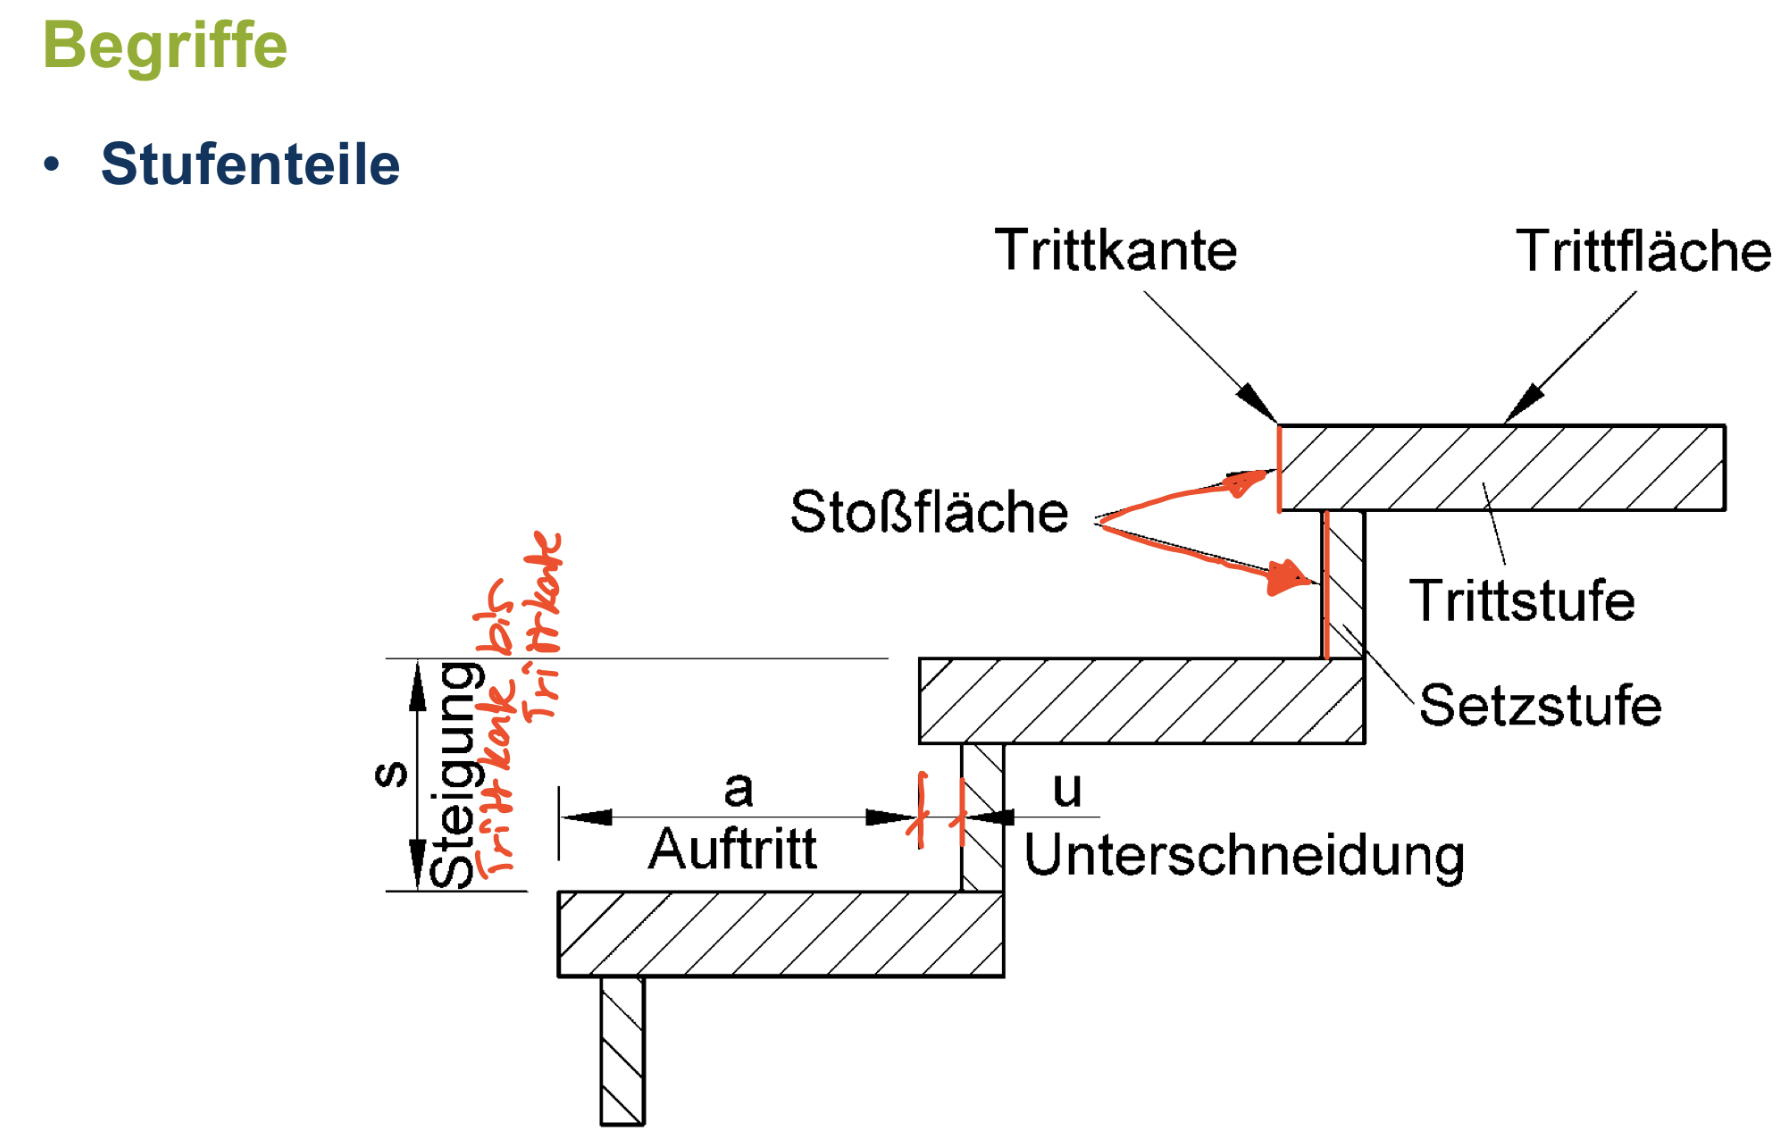 Begriffe
• Stufenteile
Trittkante
Trittfläche
Stoßfläche
Trittstufe
Setzstufe
s
Steigung
Trittkante bis
Trittkante
a
Auftritt
u
Unterschneidung